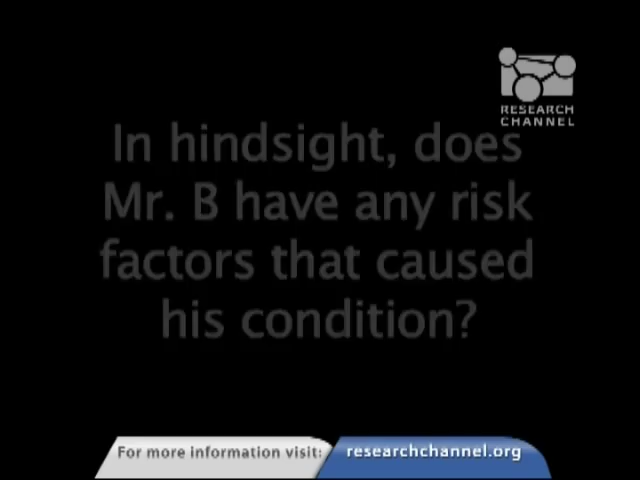 RESEARCH
CHANNEL
In hindsight, does
Mr. B have any risk
factors that caused
his condition?
For more information visit: researchchannel.org